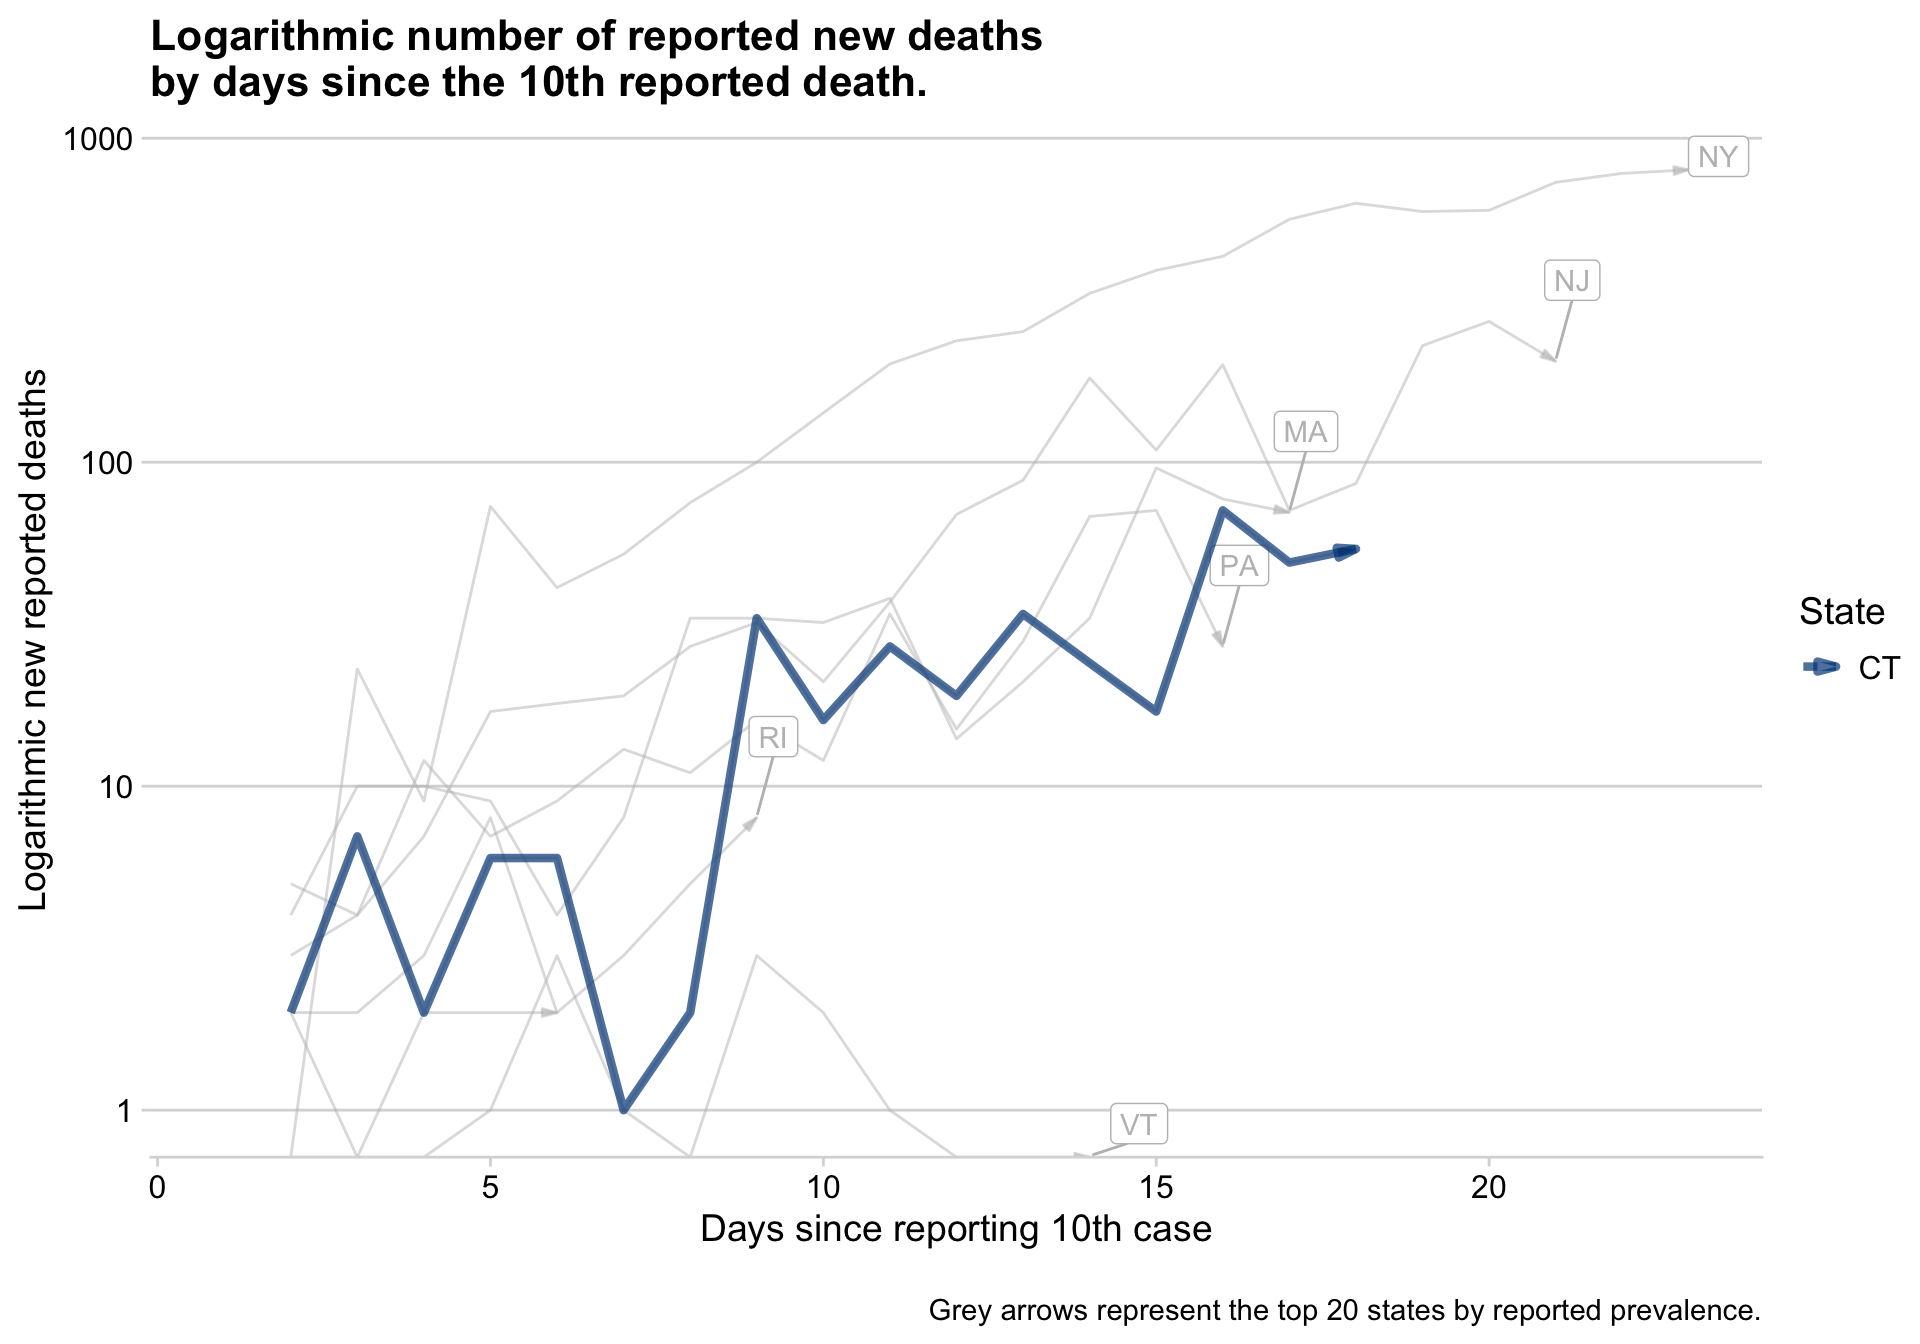 Logarithmic number of reported new deaths
by days since the 10th reported death.
Logarithmic new reported deaths
1000
100
10
1
NY
NJ
MA
PA
RI
VT
State
CT
0 5 10 15 20
Days since reporting 10th case
Grey arrows represent the top 20 states by reported prevalence.